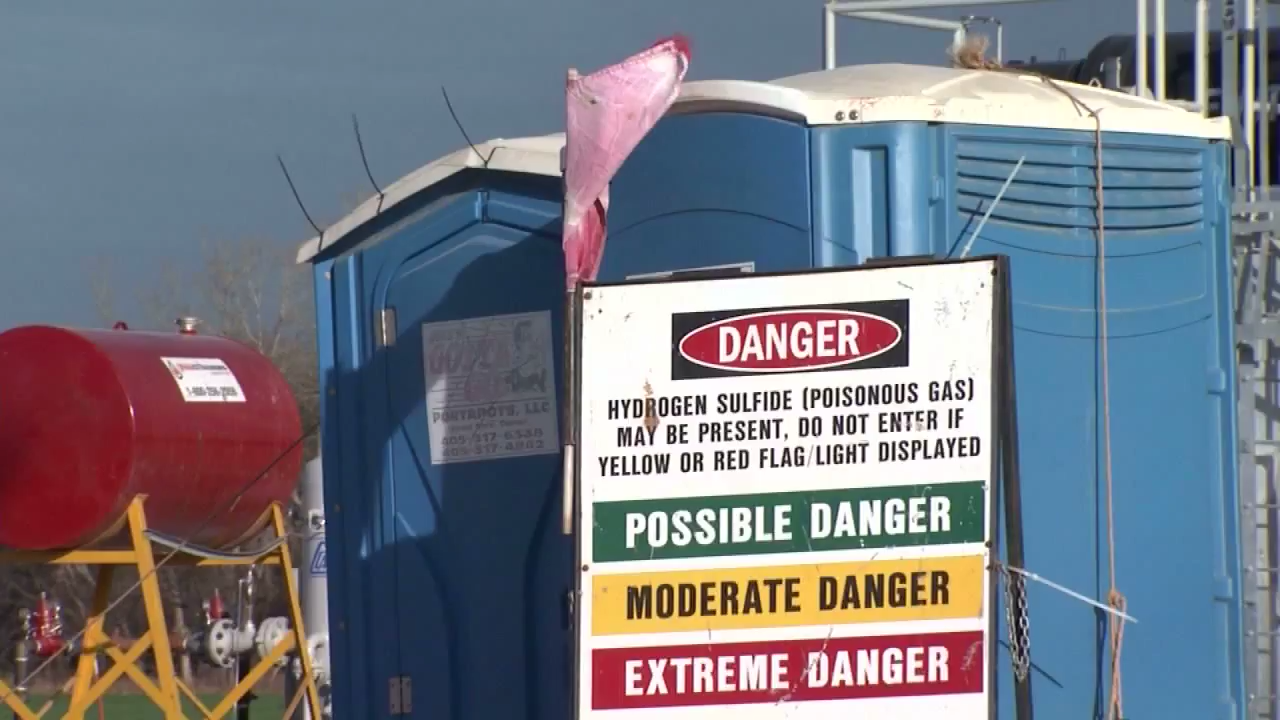 DANGER
HYDROGEN SULFIDE (POISONOUS GAS)
MAY BE PRESENT, DO NOT ENTER IF
YELLOW OR RED FLAG/LIGHT DISPLAYED
POSSIBLE DANGER
MODERATE DANGER
EXTREME DANGER
PORTAPOTS, LLC